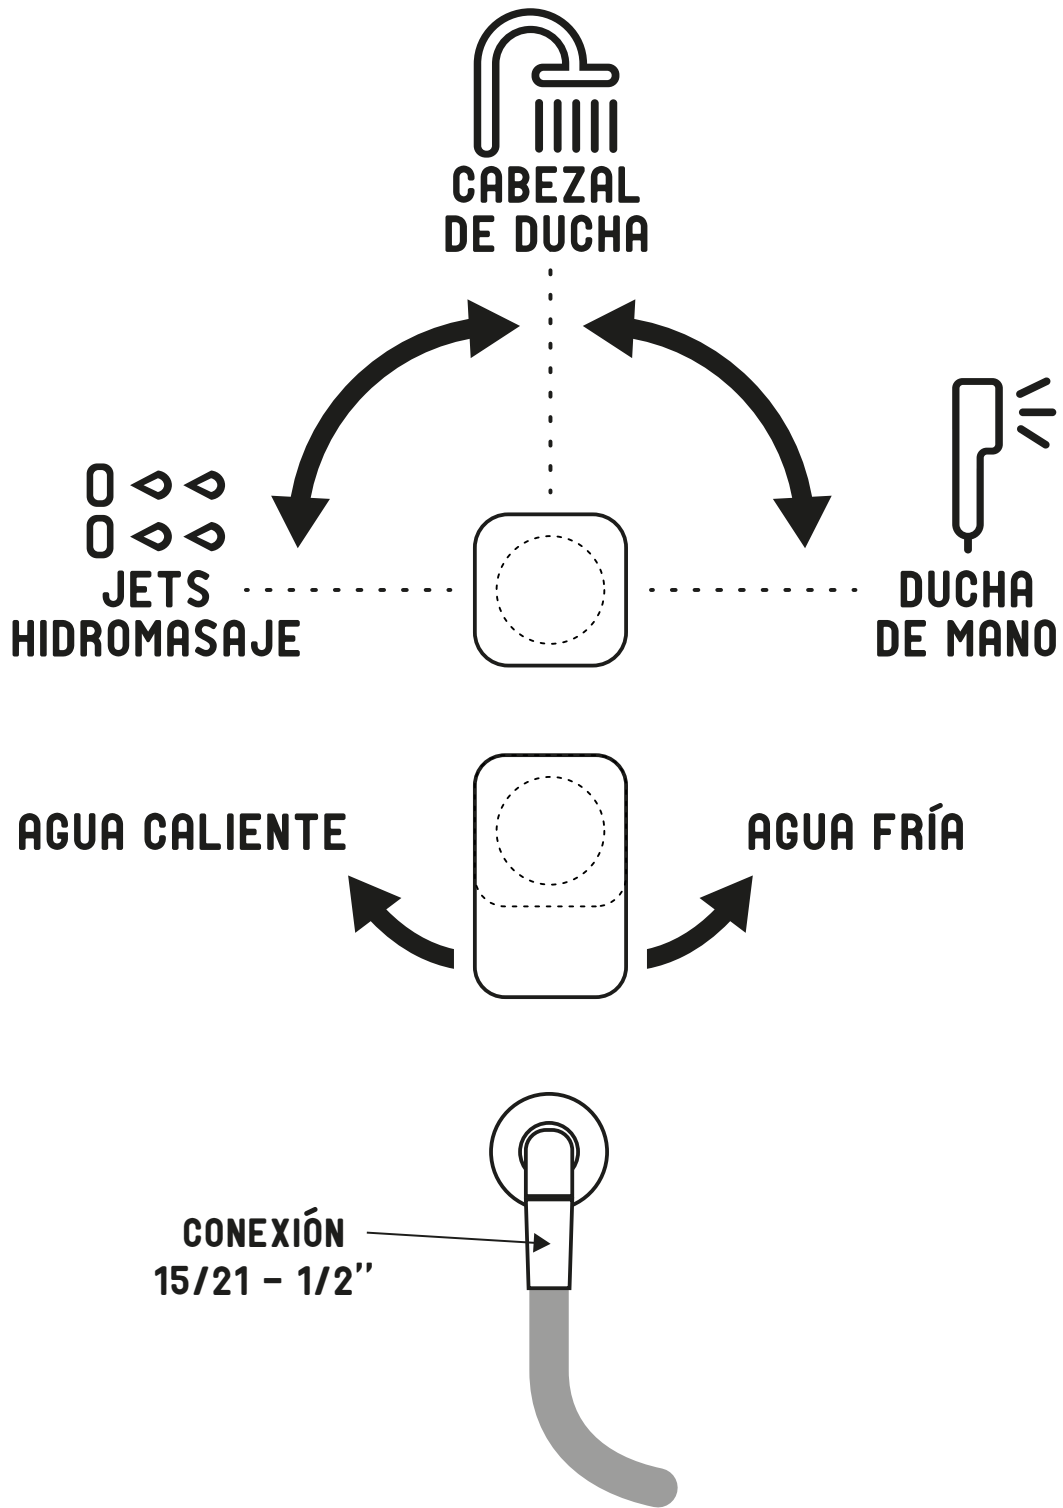 CABEZAL
DE DUCHA
JETS
HIDROMASAJE
DUCHA
DE MANO
AGUA CALIENTE
AGUA FRÍA
CONEXIÓN
15/21 - 1/2”